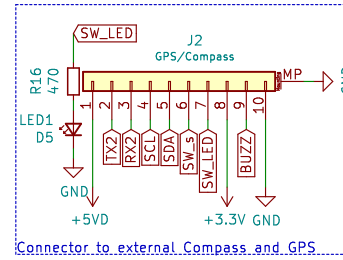 SW_LED
J2
GPS/Compass
MP
GND
R16
470
1
2
3
4
5
6
7
8
9
10
LED1
D5
TX2
RX2
SCL
SDA
SW_s
SW_LED
BUZZ
GND
+5VD
+3.3V
GND
Connector to external Compass and GPS